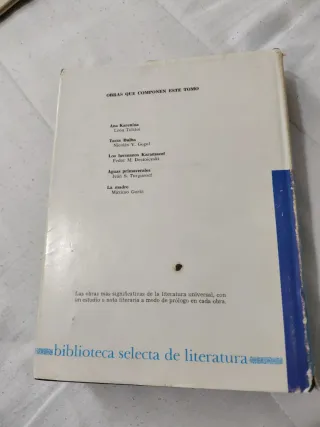 OBRAS QUE COMPONEN ESTE TOMO
Ana Karenina
León Tolstoi
Taras Bulba
Nicolás V. Gogol
Los hermanos Karamazof
Fedor M. Dostoievski
Aguas primaverales
Iván S. Turguenef
La madre
Máximo Gorki
Las obras más significativas de la literatura universal, con
un estudio o nota literaria a modo de prólogo en cada obra.
biblioteca selecta de literatura